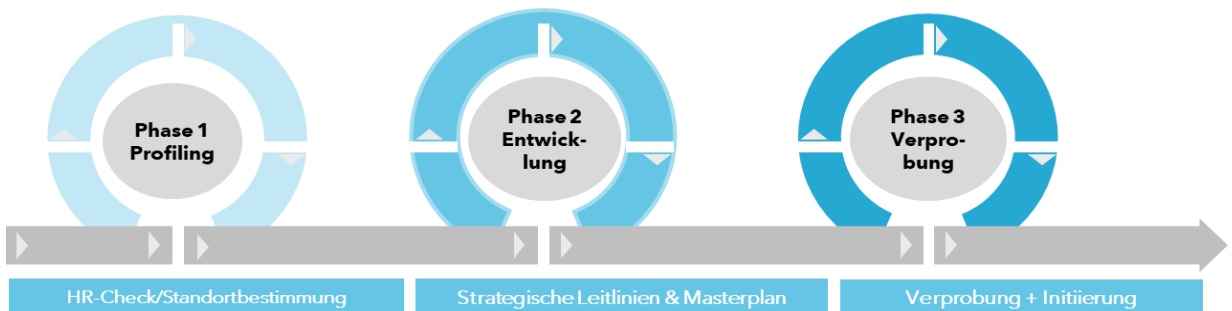 Phase 1
Profiling
Phase 2
Entwick-
lung
Phase 3
Verpro-
bung
HR-Check/Standortbestimmung
Strategische Leitlinien & Masterplan
Verprobung + Initiierung